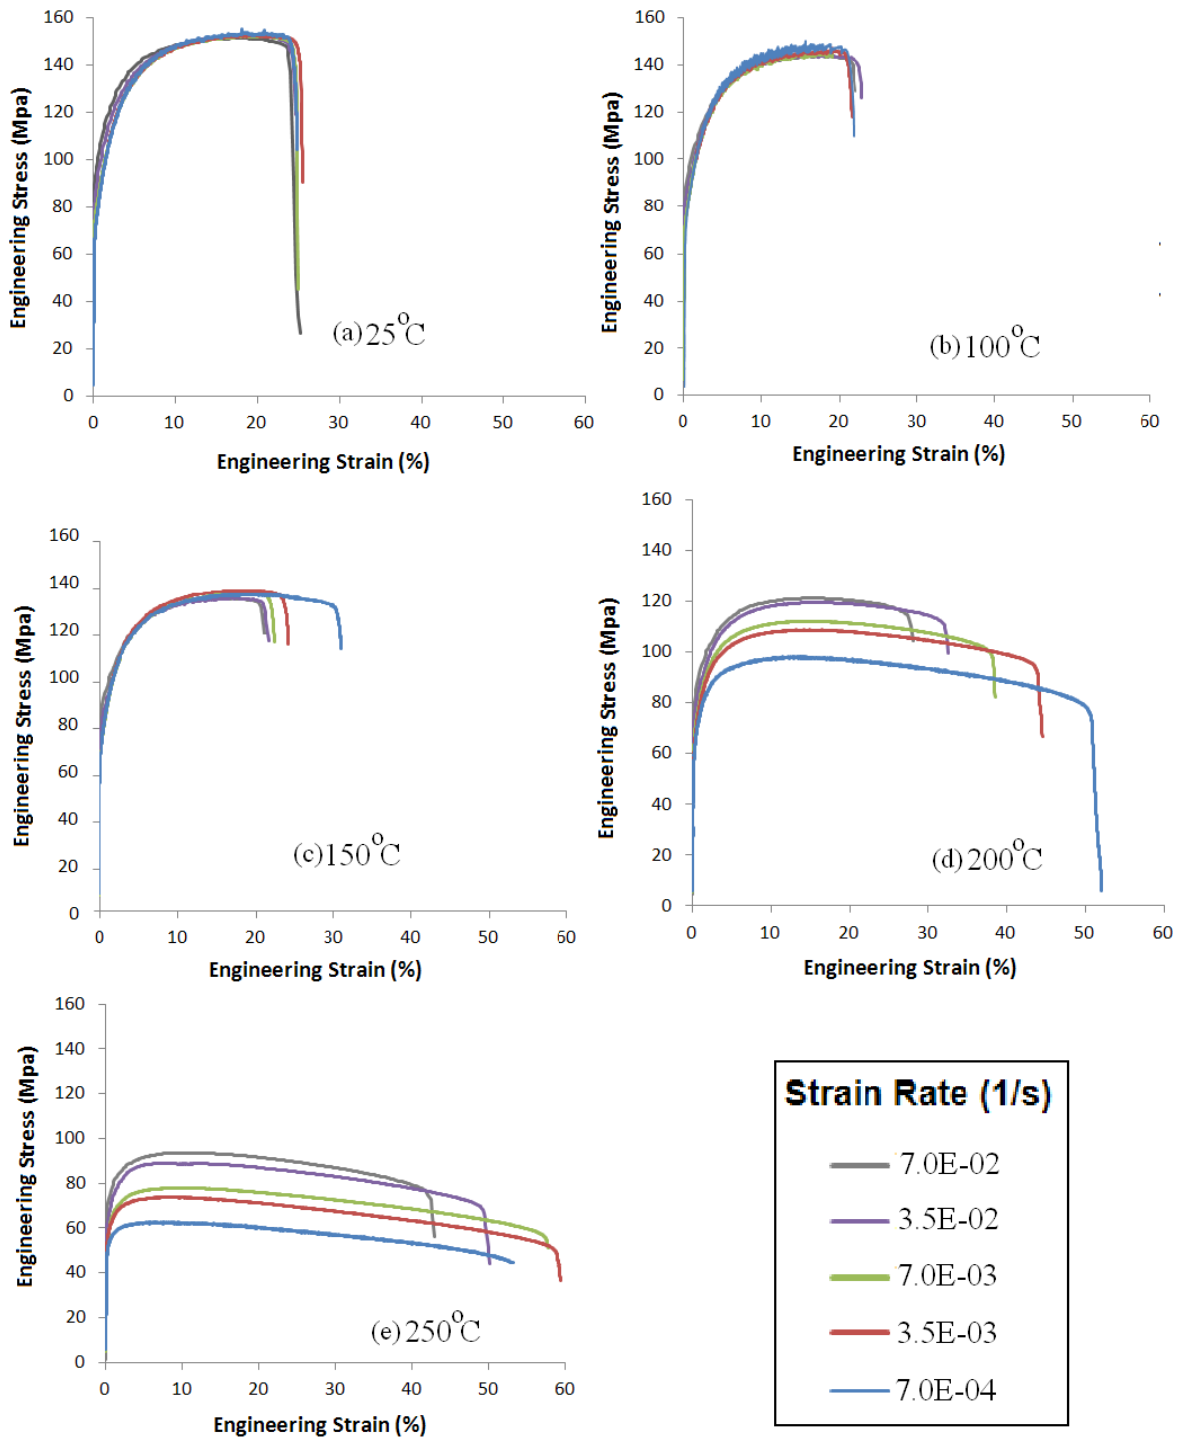 160
140
120
100
80
60
40
20
0
0 10 20 30 40 50 60
Engineering Stress (Mpa)
Engineering Strain (%)
(a) 25°C
160
140
120
100
80
60
40
20
0
0 10 20 30 40 50 60
Engineering Stress (Mpa)
Engineering Strain (%)
(b) 100°C
160
140
120
100
80
60
40
20
0
0 10 20 30 40 50 60
Engineering Stress (Mpa)
Engineering Strain (%)
(c) 150°C
160
140
120
100
80
60
40
20
0
0 10 20 30 40 50 60
Engineering Stress (Mpa)
Engineering Strain (%)
(d) 200°C
160
140
120
100
80
60
40
20
0
0 10 20 30 40 50 60
Engineering Stress (Mpa)
Engineering Strain (%)
(e) 250°C
Strain Rate (1/s)
7.0E-02
3.5E-02
7.0E-03
3.5E-03
7.0E-04